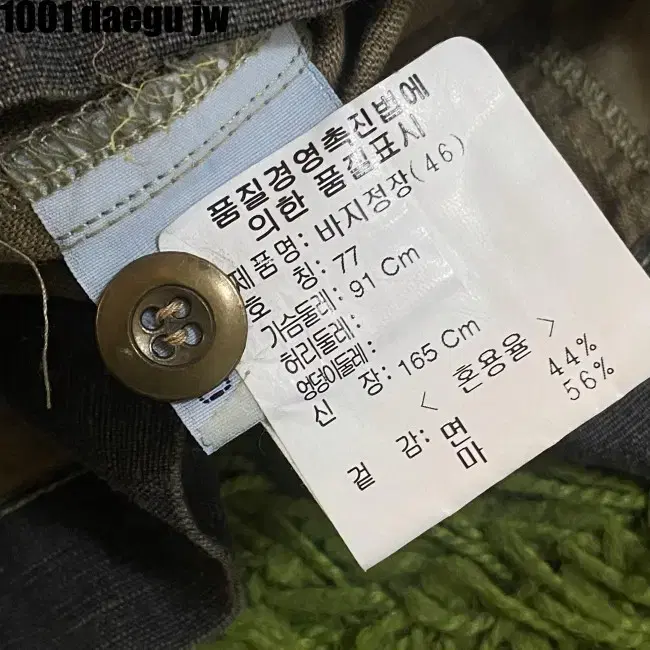 1001 daegu jw
품질경영촉진법에
의한 품질표시
제품명: 바지정장(46)
호 칭: 77
가슴둘레: 91 Cm
허리둘레:
엉덩이둘레:
신 장: 165 Cm
< 혼용율 >
겉 감: 면 44%
마 56%